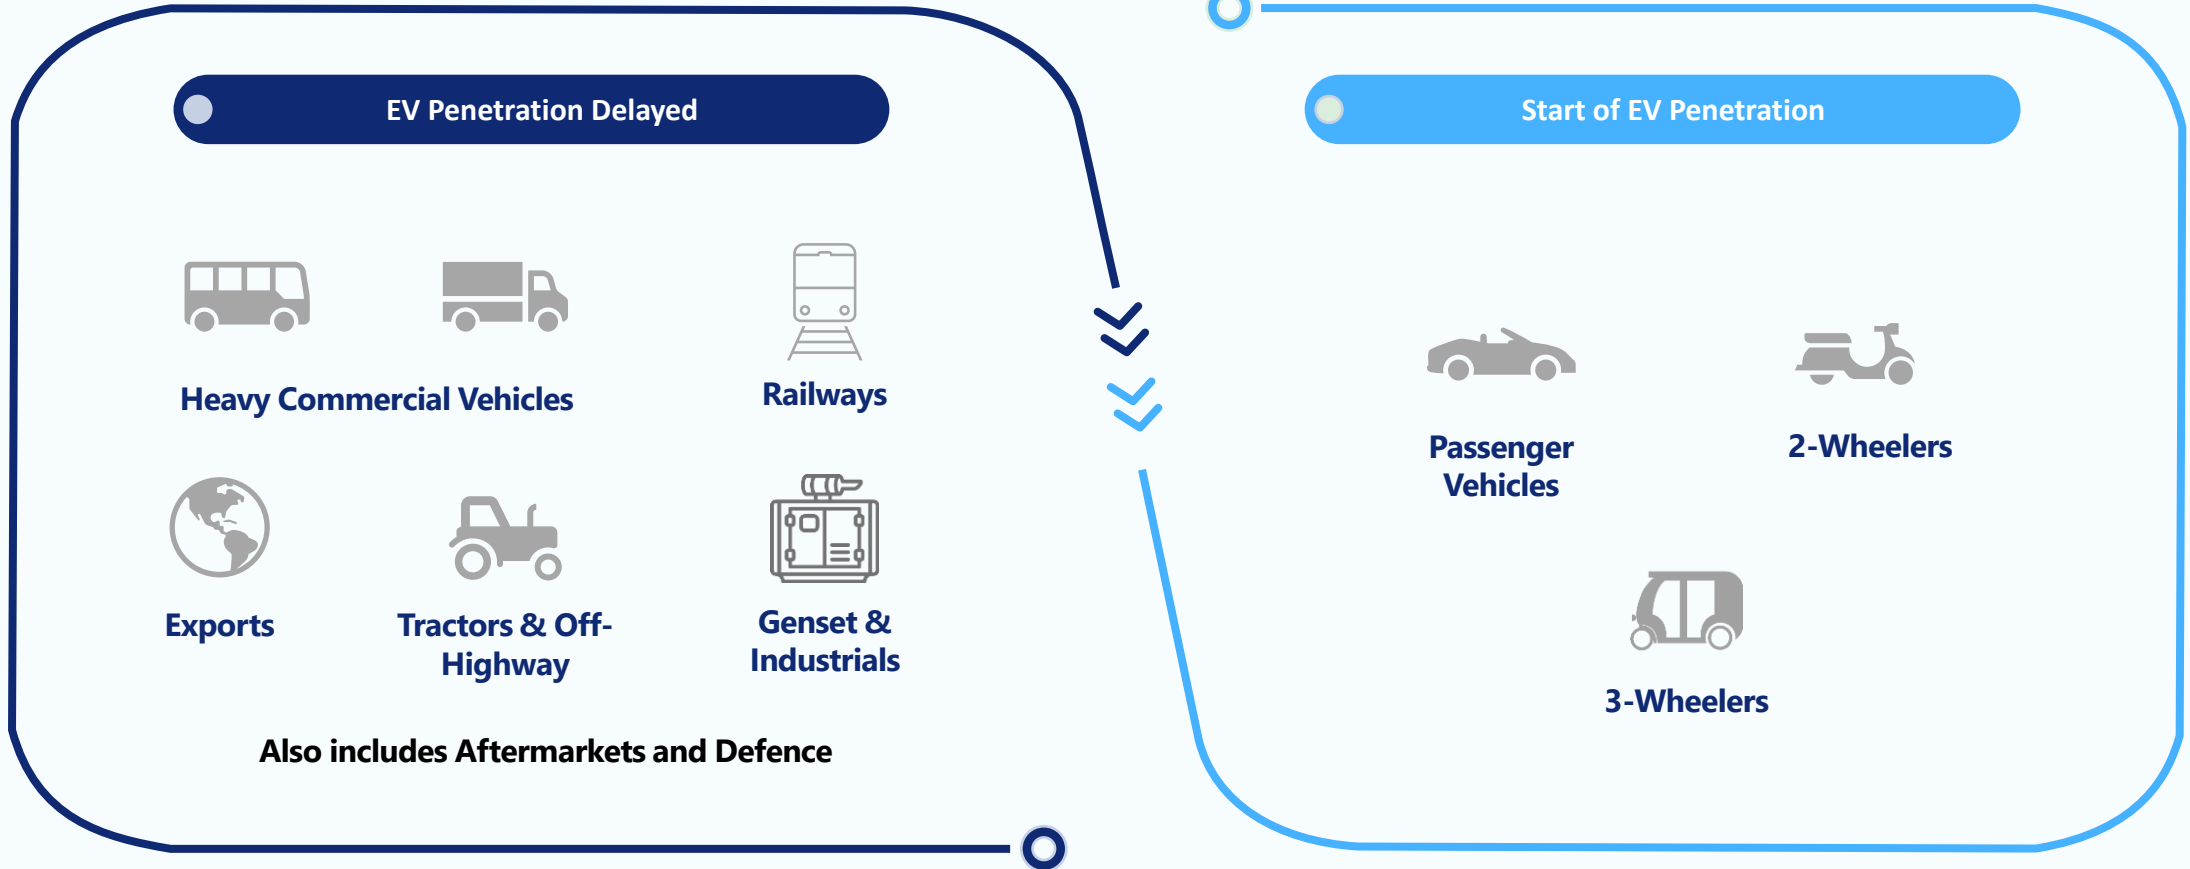 EV Penetration Delayed
Heavy Commercial Vehicles
Railways
Exports
Tractors & Off-
Highway
Genset &
Industrials
Also includes Aftermarkets and Defence
Start of EV Penetration
Passenger
Vehicles
2-Wheelers
3-Wheelers